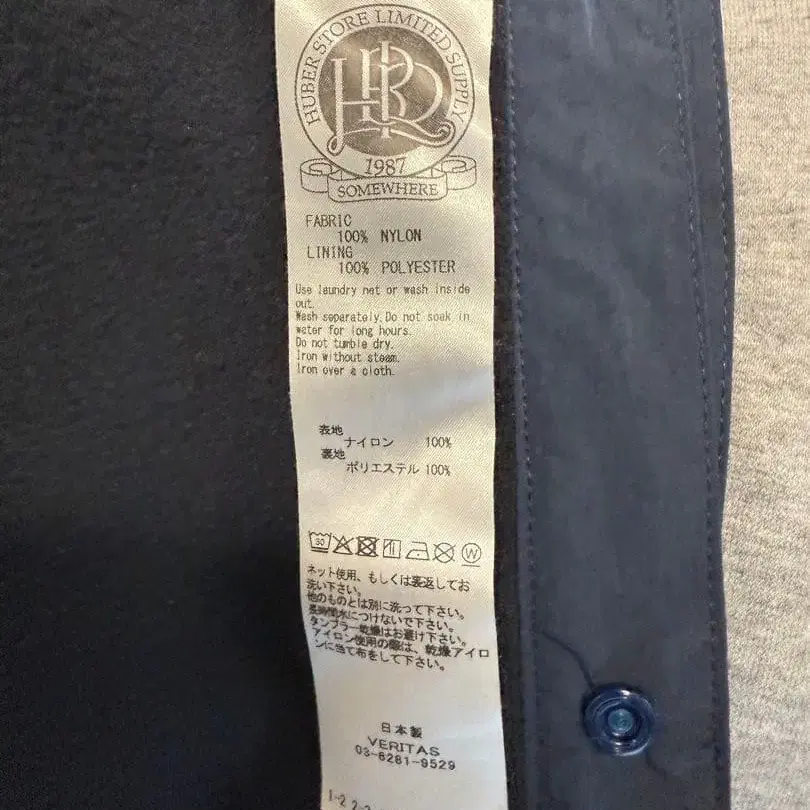 HUBER STORE LIMITED SUPPLY
HRD
1987
SOMEWHERE
FABRIC
100% NYLON
LINING
100% POLYESTER
Use laundry net or wash inside
out.
Wash separately.Do not soak in
water for long hours.
Do not tumble dry.
Iron without steam.
Iron over a cloth.
表地
ナイロン 100%
裏地
ポリエステル 100%
30
W
ネット使用、もしくは裏返してお
洗い下さい。
他のものとは別に洗って下さい。
長時間水につけないで下さい。
タンブラー乾燥はお避け下さい。
アイロン使用の際は、乾燥アイロ
ンに当て布をして下さい。
日本製
VERITAS
03-6281-9529